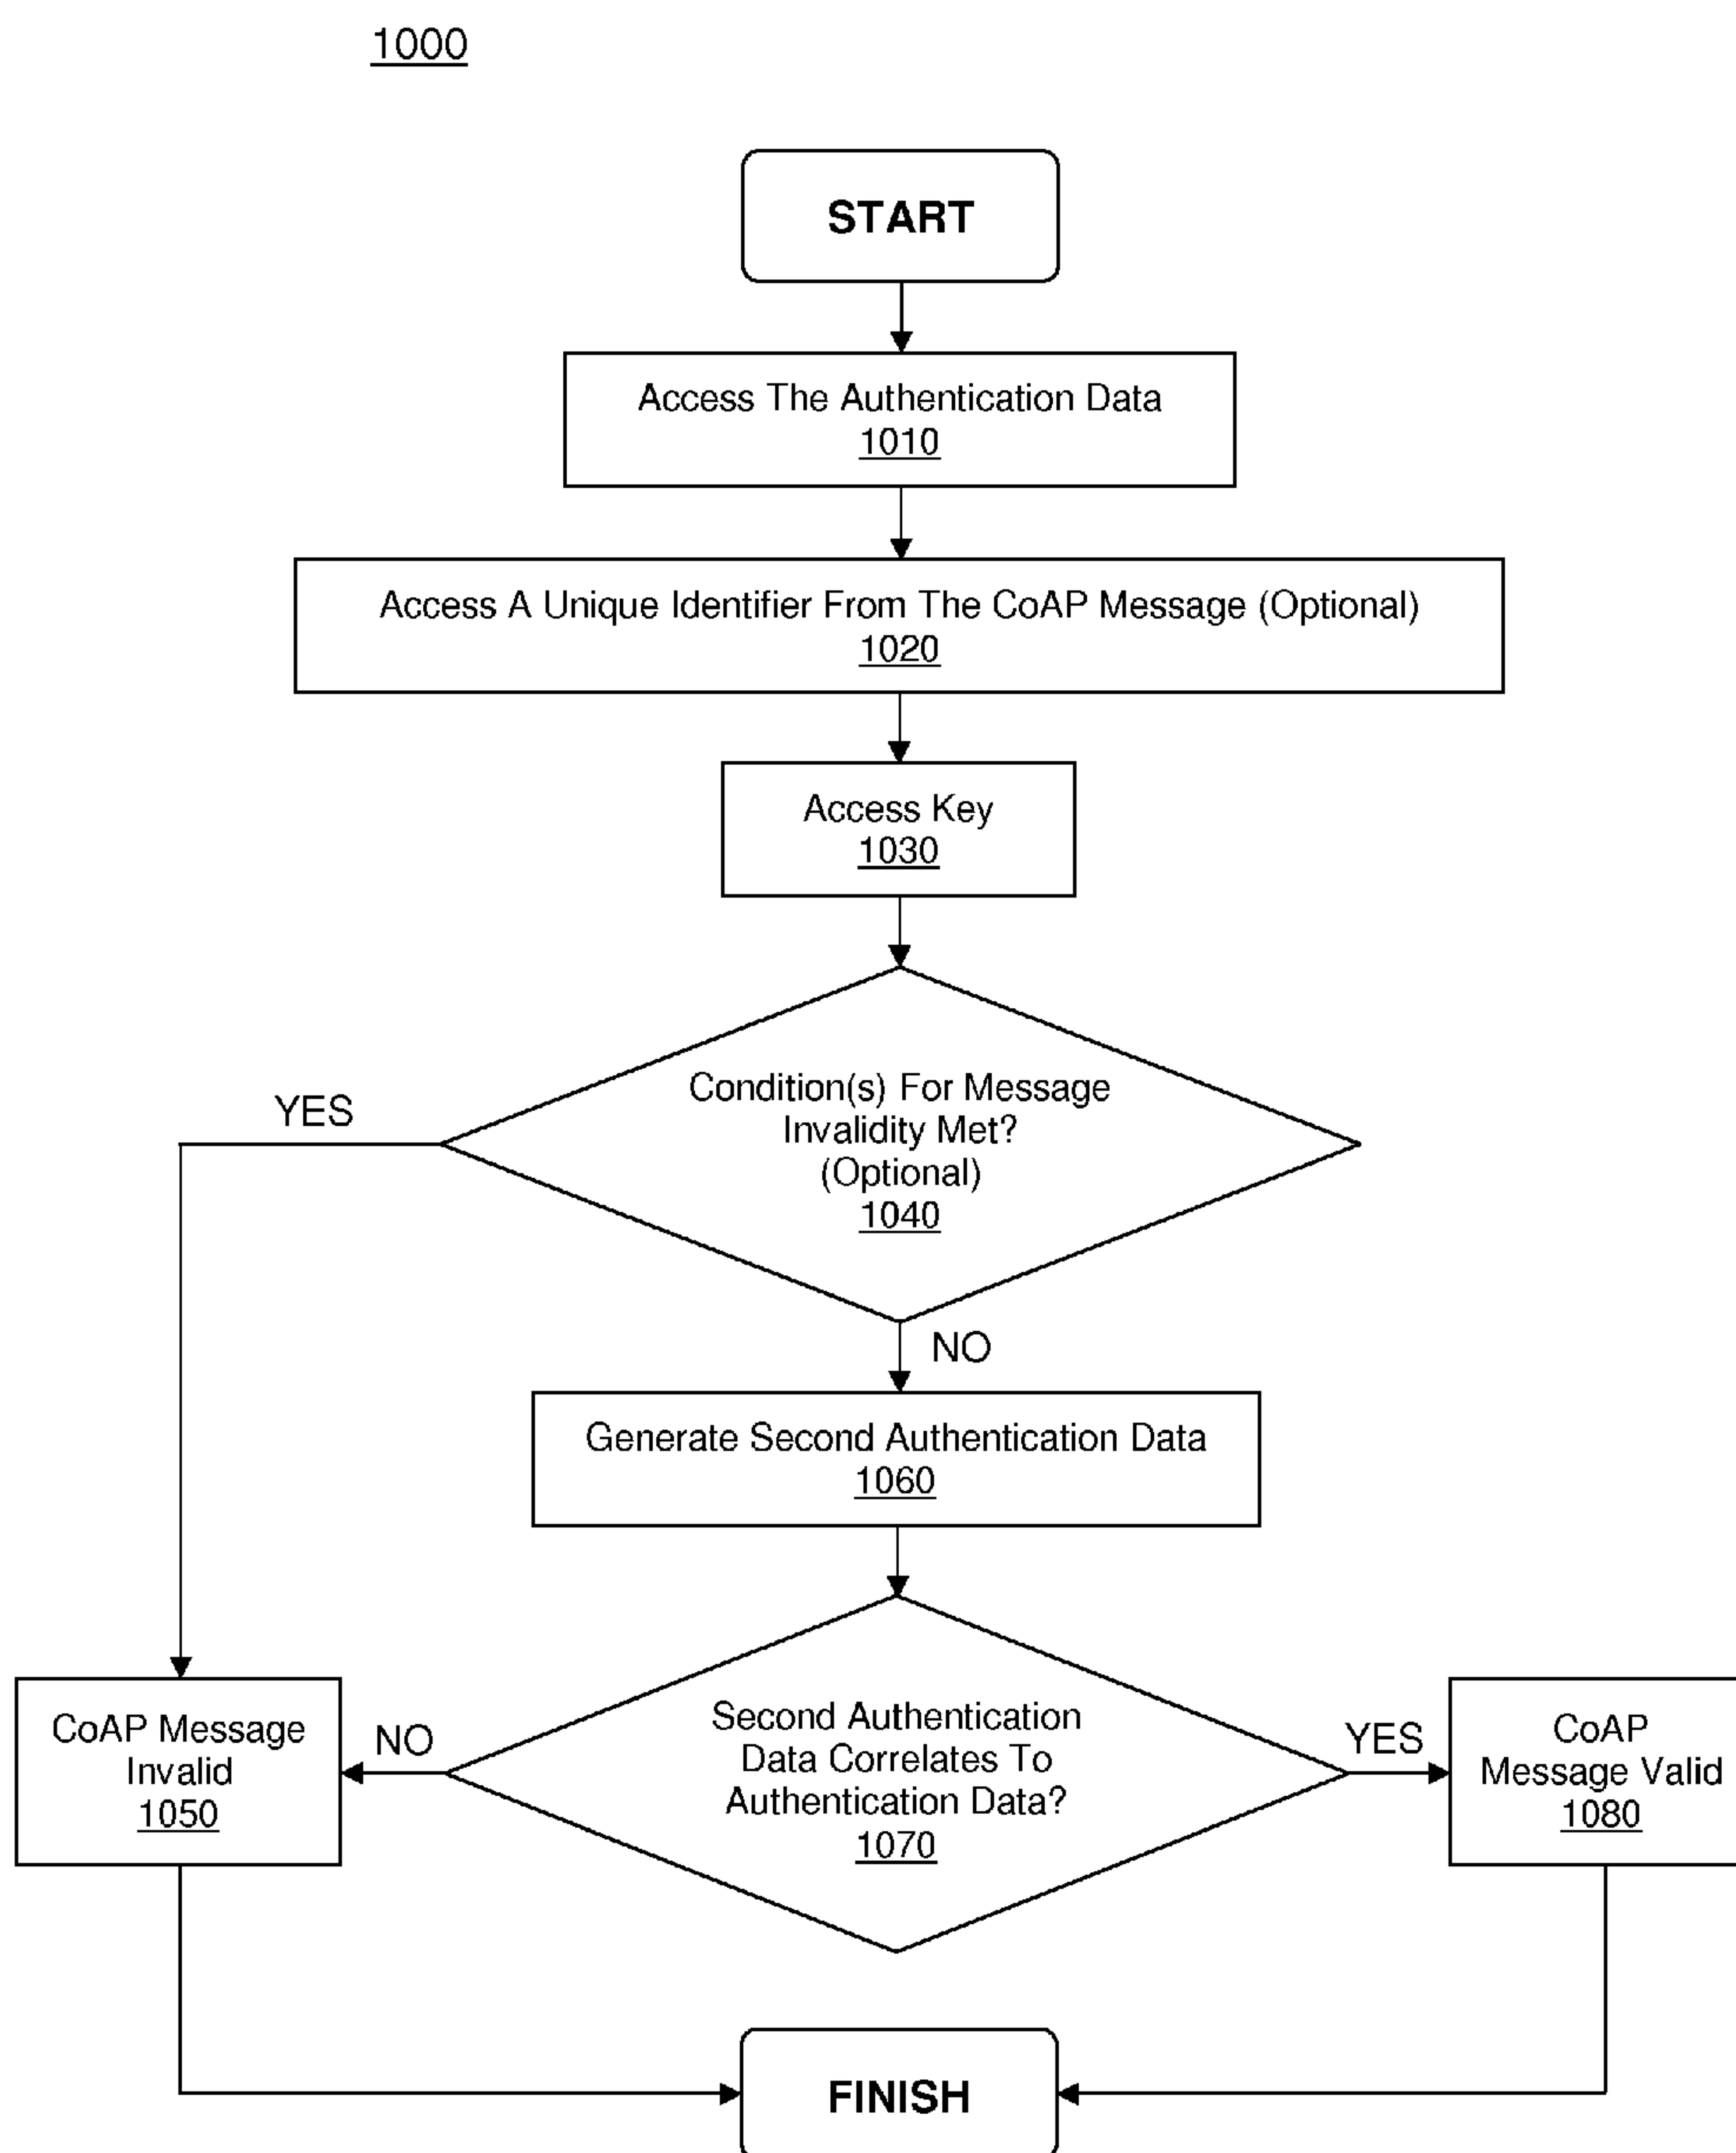 1000
START
Access The Authentication Data
1010
Access A Unique Identifier From The CoAP Message (Optional)
1020
Access Key
1030
Condition(s) For Message
Invalidity Met?
(Optional)
1040
YES
NO
Generate Second Authentication Data
1060
Second Authentication
Data Correlates To
Authentication Data?
1070
NO
YES
CoAP Message
Invalid
1050
CoAP
Message Valid
1080
FINISH